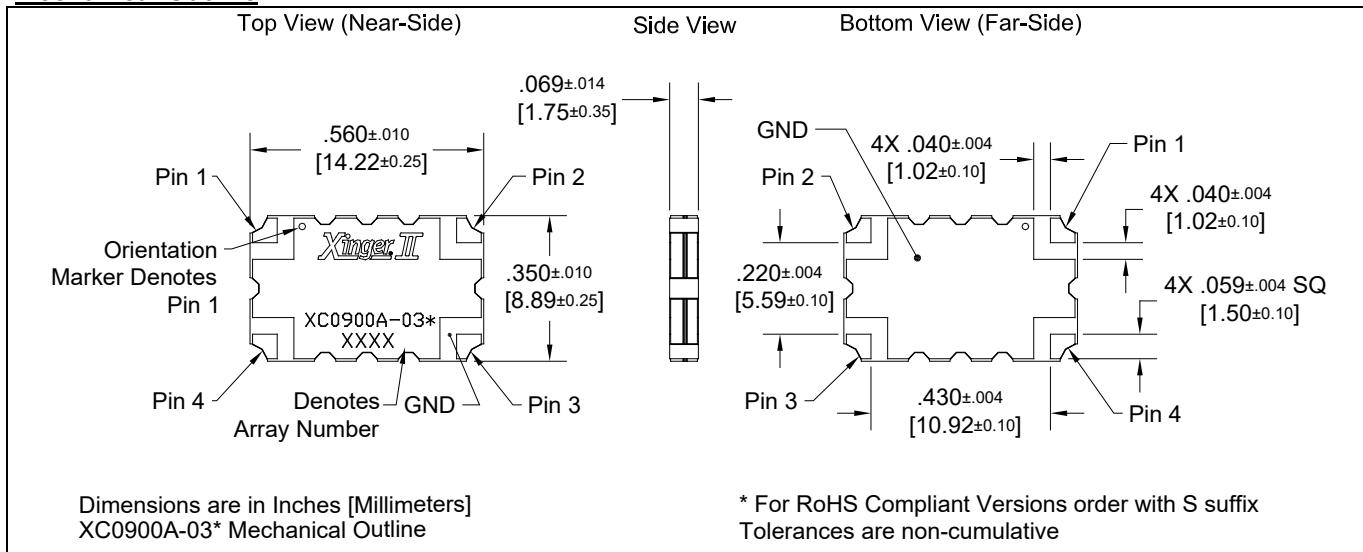 Top View (Near-Side)
Side View
Bottom View (Far-Side)
.069±.014
[1.75±0.35]
.560±.010
[14.22±0.25]
Pin 1
Pin 2
Orientation
Marker Denotes
Pin 1
Xinger II
.350±.010
[8.89±0.25]
XC0900A-03*
XXXX
Pin 4
Denotes
Array Number
GND
Pin 3
GND
4X .040±.004
[1.02±0.10]
Pin 1
Pin 2
4X .040±.004
[1.02±0.10]
.220±.004
[5.59±0.10]
4X .059±.004 SQ
[1.50±0.10]
Pin 3
.430±.004
[10.92±0.10]
Pin 4
Dimensions are in Inches [Millimeters]
XC0900A-03* Mechanical Outline
* For RoHS Compliant Versions order with S suffix
Tolerances are non-cumulative